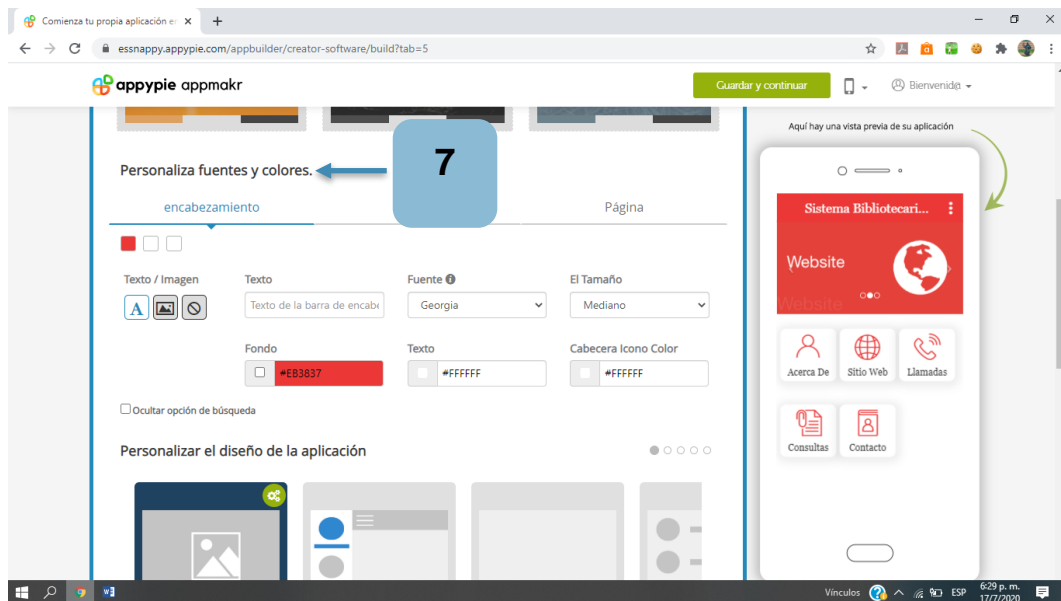 Comienza tu propia aplicación en
essnappy.appypie.com/appbuilder/creator-software/build?tab=5
appypie appmakr
Guardar y continuar
Bienvenid@
Aquí hay una vista previa de su aplicación
7
Personaliza fuentes y colores.
encabezamiento
Página
Texto / Imagen
Texto
Fuente
El Tamaño
A
Texto de la barra de encabe
Georgia
Mediano
Fondo
Texto
Cabecera Icono Color
#EB3837
#FFFFFF
#FFFFFF
Ocultar opción de búsqueda
Personalizar el diseño de la aplicación
Sistema Bibliotecari...
Website
Website
Acerca De
Sitio Web
Llamadas
Consultas
Contacto
Vínculos
ESP
6:29 p. m.
17/7/2020